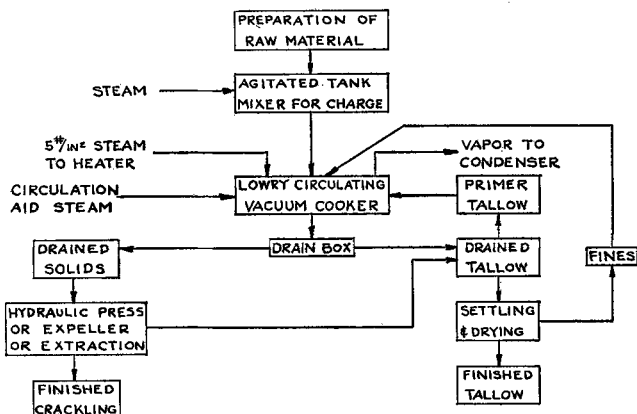 PREPARATION OF
RAW MATERIAL
STEAM
AGITATED TANK
MIXER FOR CHARGE
5#/IN² STEAM
TO HEATER
VAPOR TO
CONDENSER
CIRCULATION
AID STEAM
LOWRY CIRCULATING
VACUUM COOKER
PRIMER
TALLOW
DRAIN BOX
DRAINED
SOLIDS
DRAINED
TALLOW
FINES
HYDRAULIC PRESS
OR EXPELLER
OR EXTRACTION
SETTLING
& DRYING
FINISHED
CRACKLING
FINISHED
TALLOW